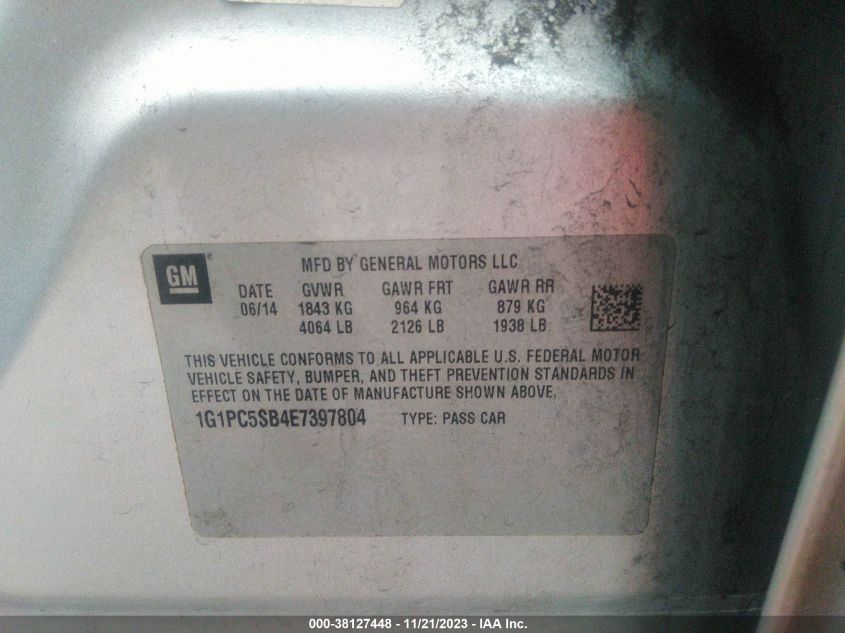 GM
MFD BY GENERAL MOTORS LLC
DATE GVWR GAWR FRT GAWR RR
06/14 1843 KG 964 KG 879 KG
4064 LB 2126 LB 1938 LB
THIS VEHICLE CONFORMS TO ALL APPLICABLE U.S. FEDERAL MOTOR
VEHICLE SAFETY, BUMPER, AND THEFT PREVENTION STANDARDS IN
EFFECT ON THE DATE OF MANUFACTURE SHOWN ABOVE.
1G1PC5SB4E7397804 TYPE: PASS CAR
000-38127448 - 11/21/2023 - IAA Inc.